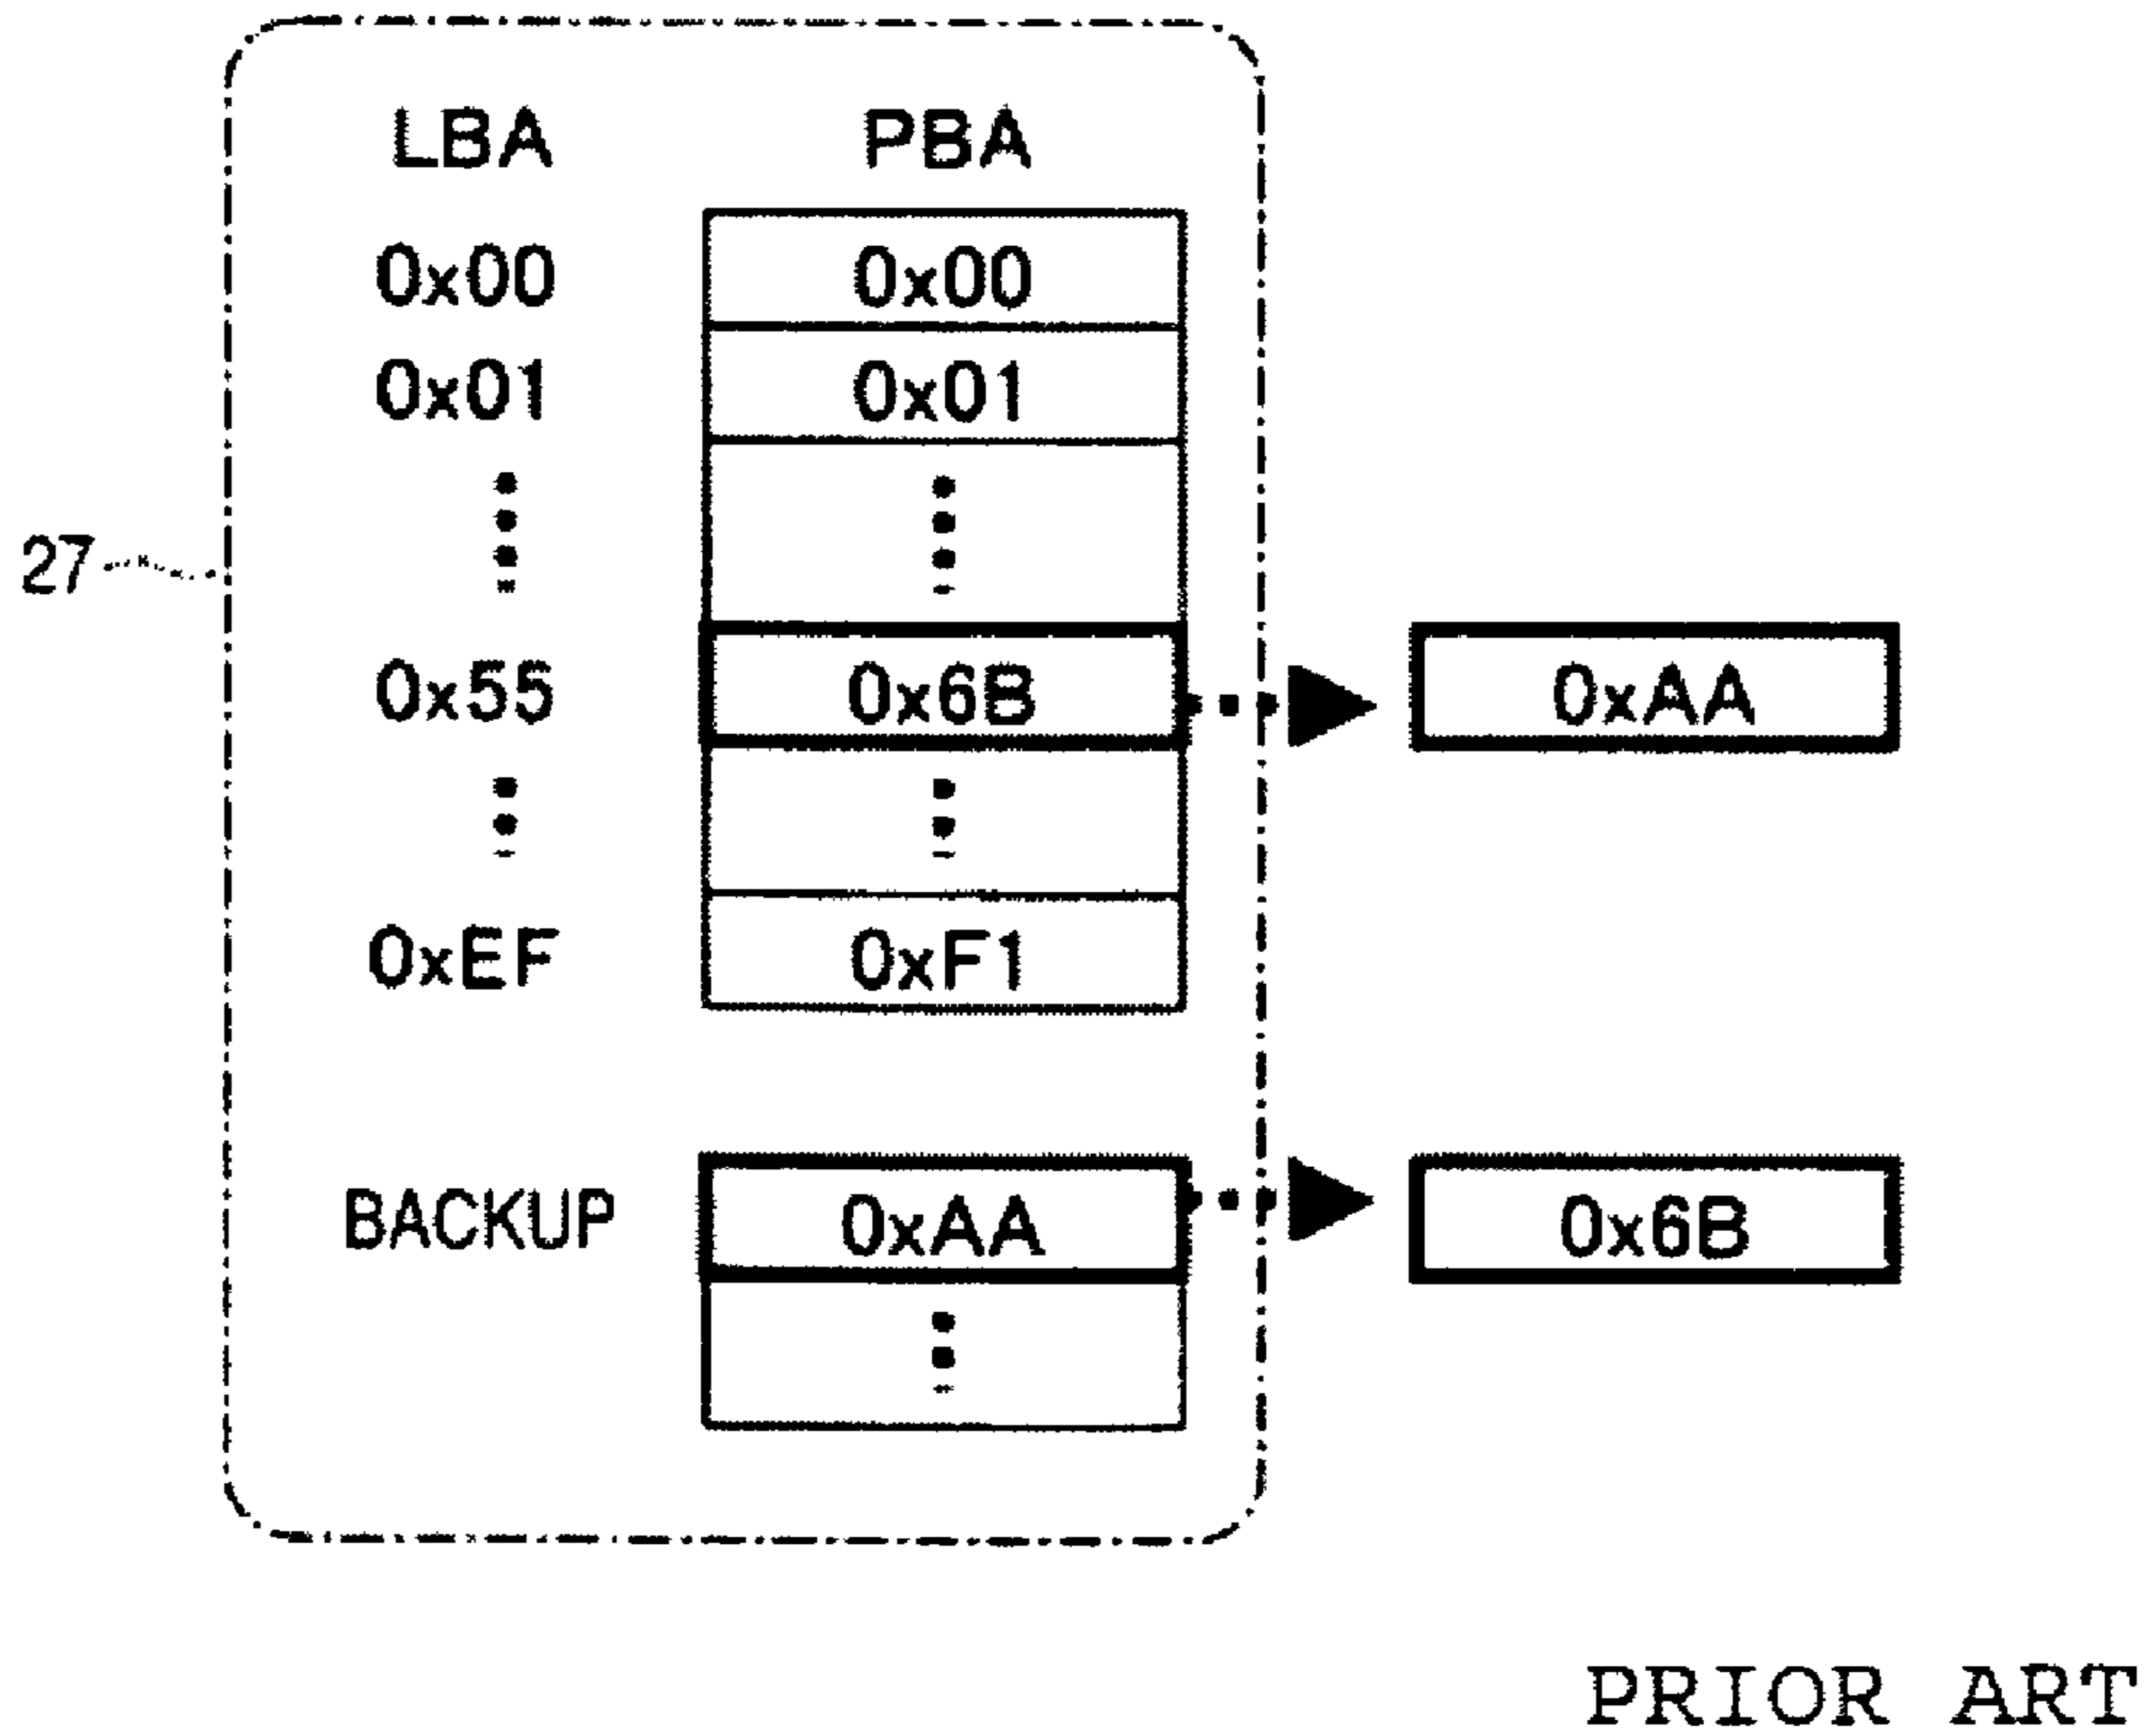 LBA PBA
0x00 0x00
0x01 0x01
27
0x55 0x6B 0xAA
0xEF 0xF1
BACKUP 0xAA 0x6B
PRIOR ART